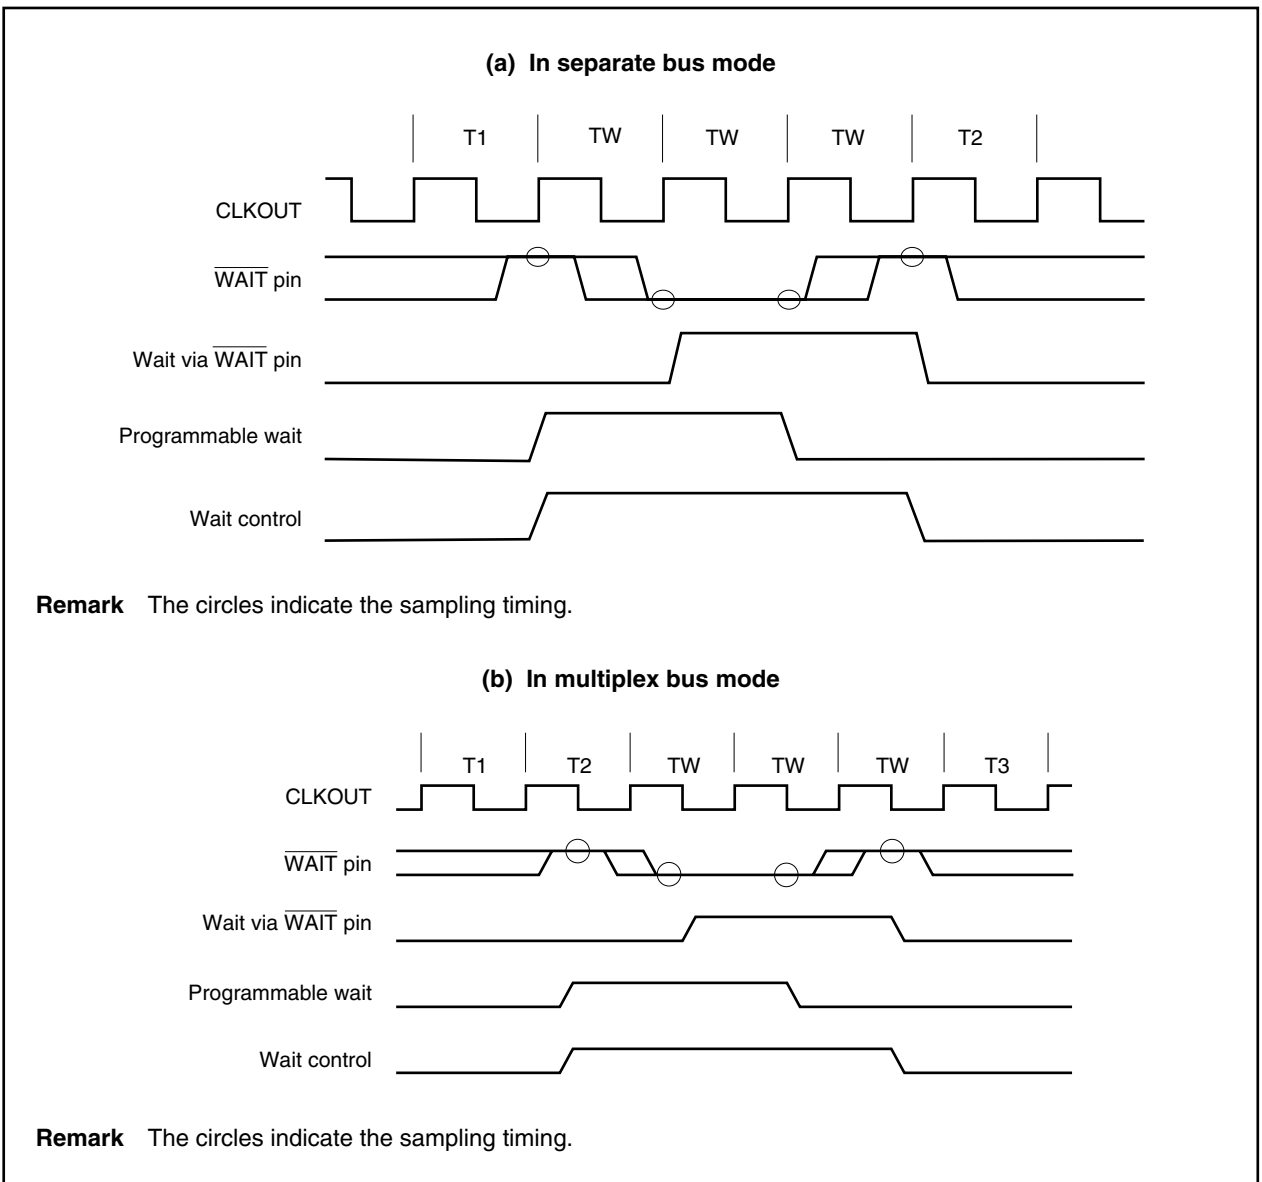 (a) In separate bus mode
T1 TW TW TW T2
CLKOUT
WAIT pin
Wait via WAIT pin
Programmable wait
Wait control
Remark The circles indicate the sampling timing.
(b) In multiplex bus mode
T1 T2 TW TW TW T3
CLKOUT
WAIT pin
Wait via WAIT pin
Programmable wait
Wait control
Remark The circles indicate the sampling timing.